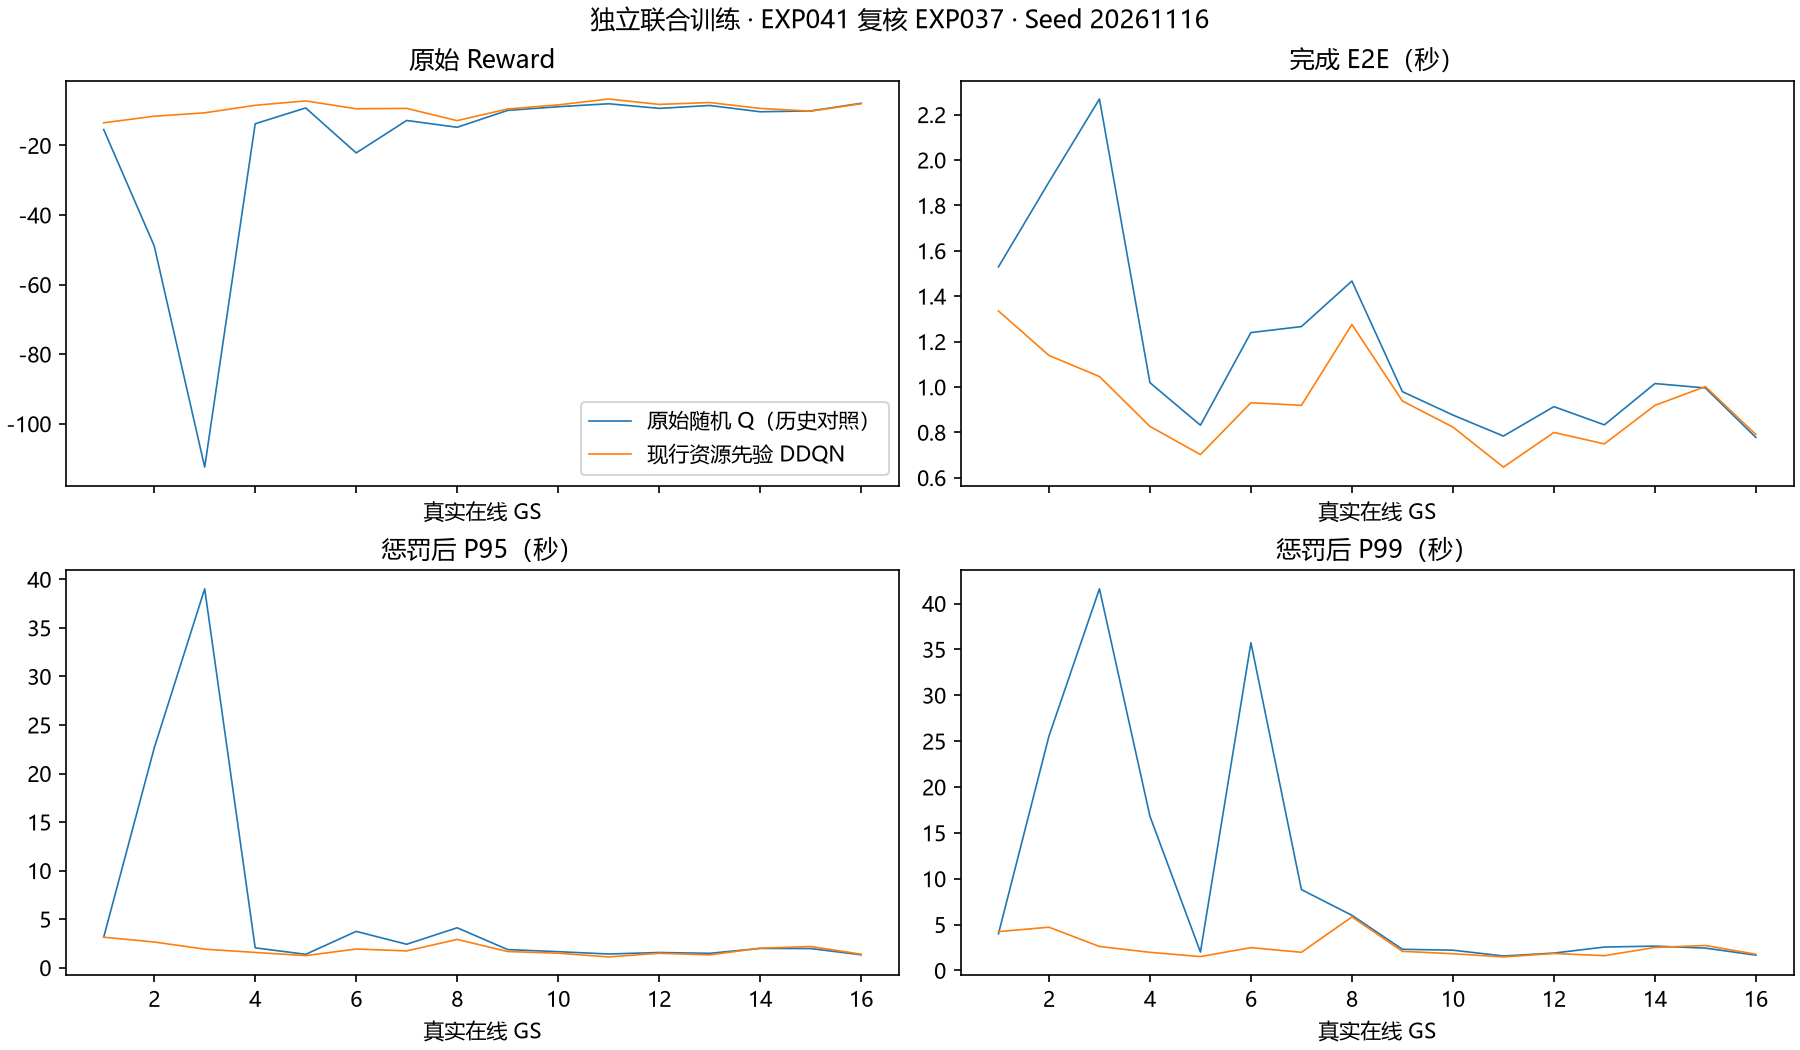 独立联合训练 · EXP041 复核 EXP037 · Seed 20261116
原始 Reward
-20
-40
-60
-80
-100
原始随机 Q（历史对照）
现行资源先验 DDQN
真实在线 GS
完成 E2E（秒）
2.2
2.0
1.8
1.6
1.4
1.2
1.0
0.8
0.6
真实在线 GS
惩罚后 P95（秒）
40
35
30
25
20
15
10
5
0
2 4 6 8 10 12 14 16
真实在线 GS
惩罚后 P99（秒）
40
35
30
25
20
15
10
5
0
2 4 6 8 10 12 14 16
真实在线 GS